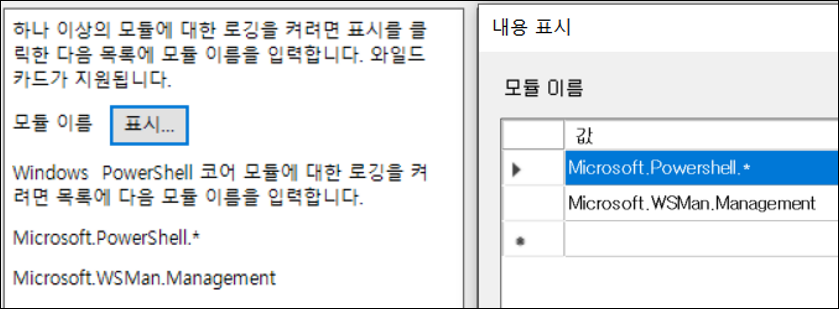 하나 이상의 모듈에 대한 로깅을 켜려면 표시를 클
릭한 다음 목록에 모듈 이름을 입력합니다. 와일드
카드가 지원됩니다.
모듈 이름 표시...
Windows PowerShell 코어 모듈에 대한 로깅을 켜
려면 목록에 다음 모듈 이름을 입력합니다.
Microsoft.PowerShell.*
Microsoft.WSMan.Management
내용 표시
모듈 이름
값
Microsoft.Powershell.*
Microsoft.WSMan.Management